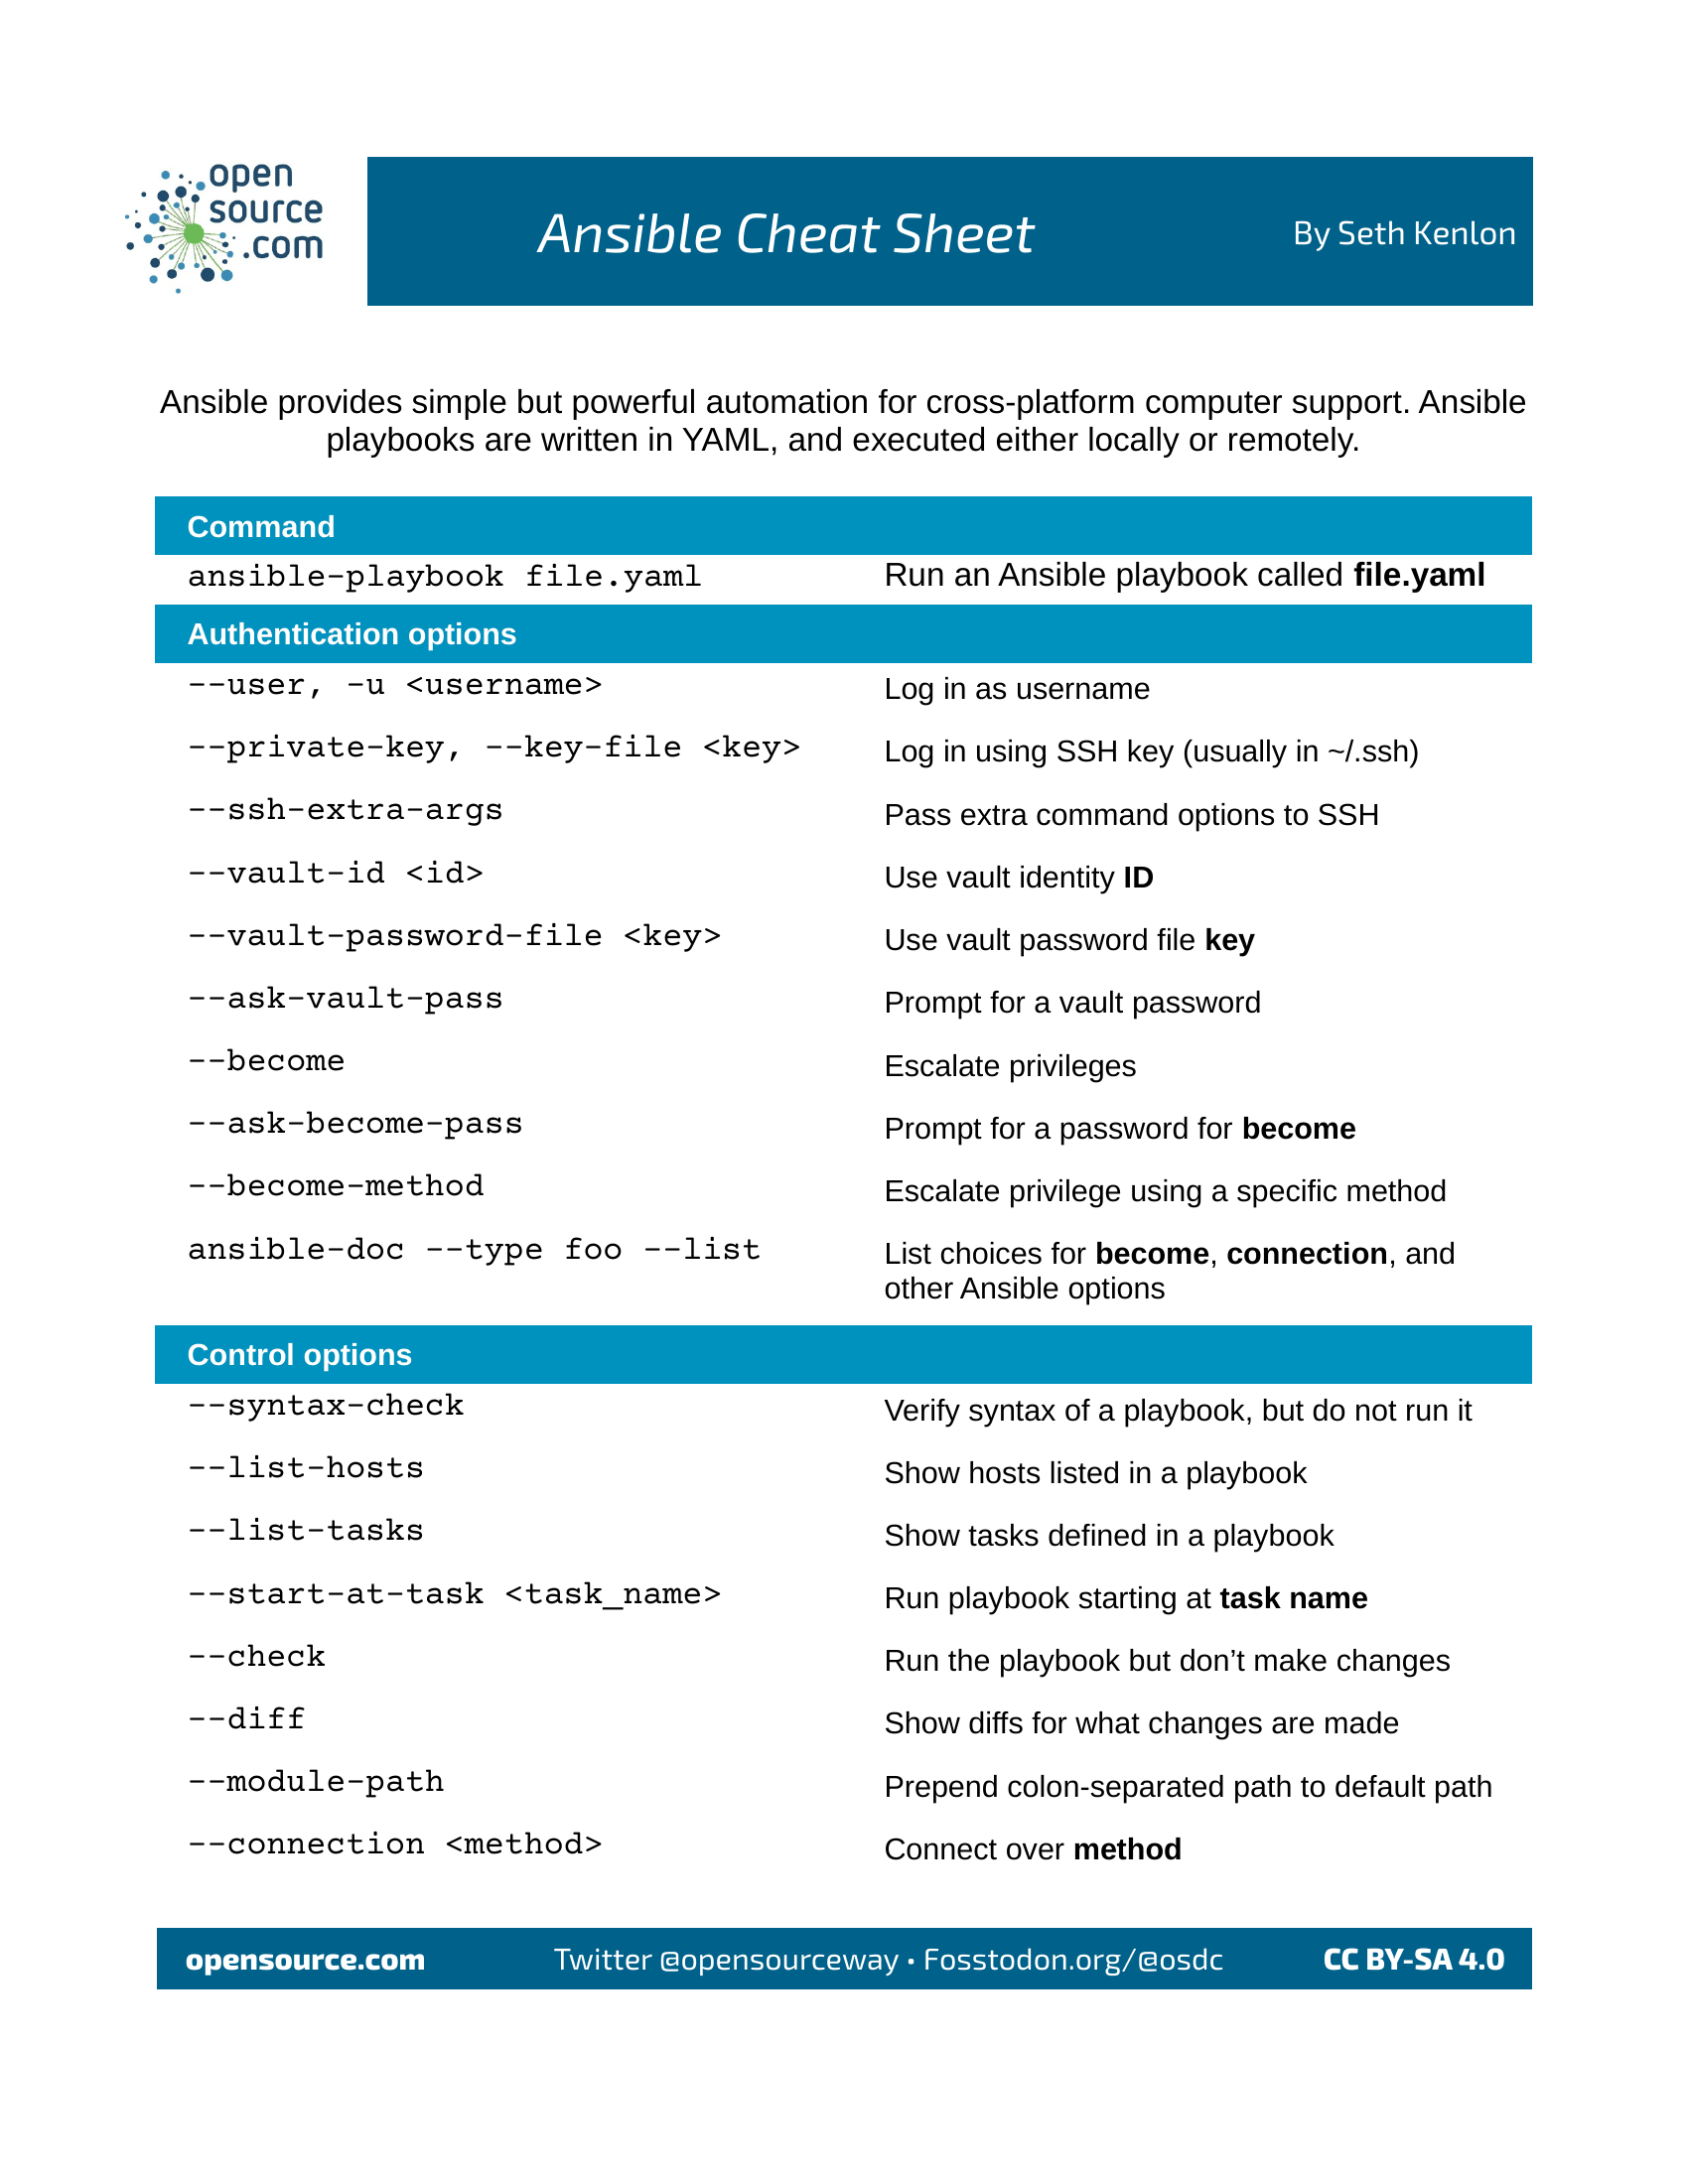 open
source
.com
Ansible Cheat Sheet
By Seth Kenlon
Ansible provides simple but powerful automation for cross-platform computer support. Ansible
playbooks are written in YAML, and executed either locally or remotely.
Command
ansible-playbook file.yaml Run an Ansible playbook called file.yaml
Authentication options
--user, -u <username> Log in as username
--private-key, --key-file <key> Log in using SSH key (usually in ~/.ssh)
--ssh-extra-args Pass extra command options to SSH
--vault-id <id> Use vault identity ID
--vault-password-file <key> Use vault password file key
--ask-vault-pass Prompt for a vault password
--become Escalate privileges
--ask-become-pass Prompt for a password for become
--become-method Escalate privilege using a specific method
ansible-doc --type foo --list List choices for become, connection, and
other Ansible options
Control options
--syntax-check Verify syntax of a playbook, but do not run it
--list-hosts Show hosts listed in a playbook
--list-tasks Show tasks defined in a playbook
--start-at-task <task_name> Run playbook starting at task name
--check Run the playbook but don’t make changes
--diff Show diffs for what changes are made
--module-path Prepend colon-separated path to default path
--connection <method> Connect over method
opensource.com Twitter @opensourceway • Fosstodon.org/@osdc CC BY-SA 4.0